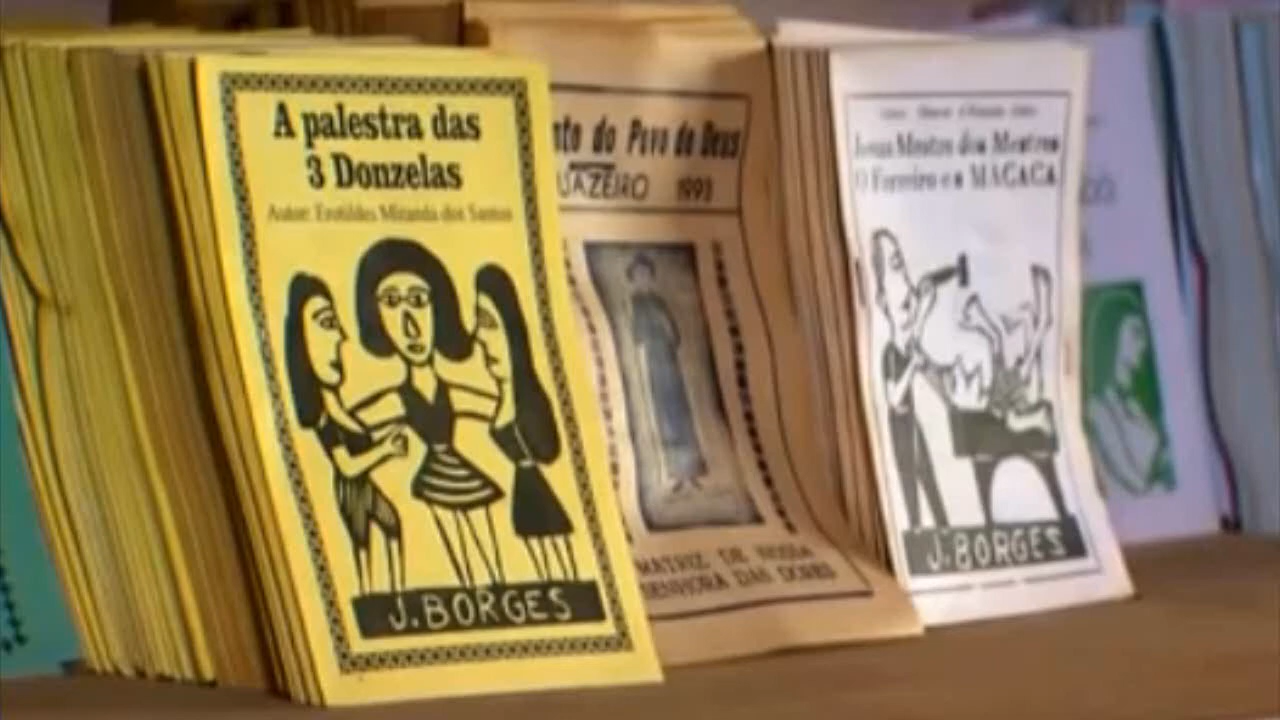 A palestra das
3 Donzelas
Autor: Erotildes Miranda dos Santos
J.BORGES
do Povo de Deus
UAZEIRO 1993
MATRIZ DE NOSSA
SENHORA DAS DORES
Jesus Mestre dos Mestres
O Ferreiro e a MACACA
J.BORGES